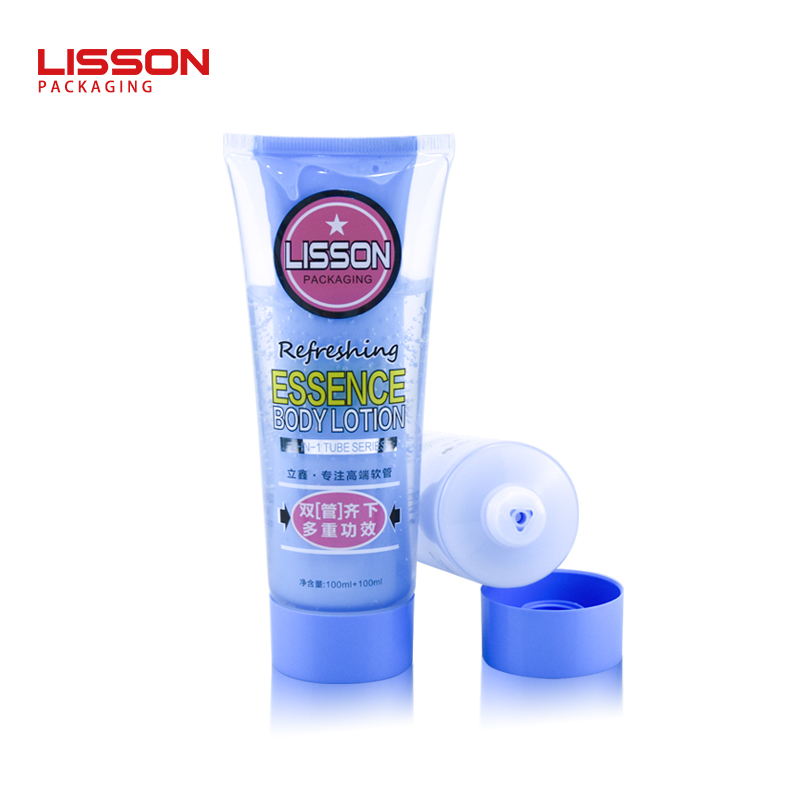 LISSON
PACKAGING
LISSON
PACKAGING
Refreshing
ESSENCE
BODY LOTION
-IN-1 TUBE SERIES
立鑫·专注高端软管
双[管]齐下
多重功效
净含量:100ml+100ml